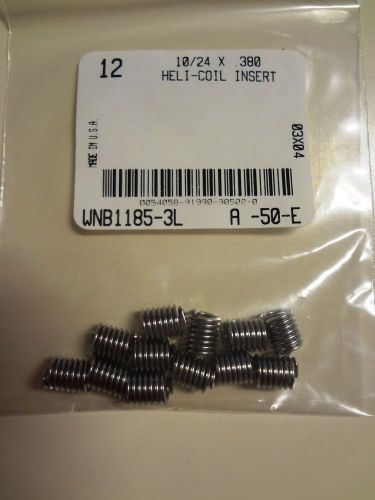 12
10/24 X .380
HELI-COIL INSERT
MADE IN U.S.A.
03X04
0054058-91990-30502-0
WNB1185-3L A -50-E